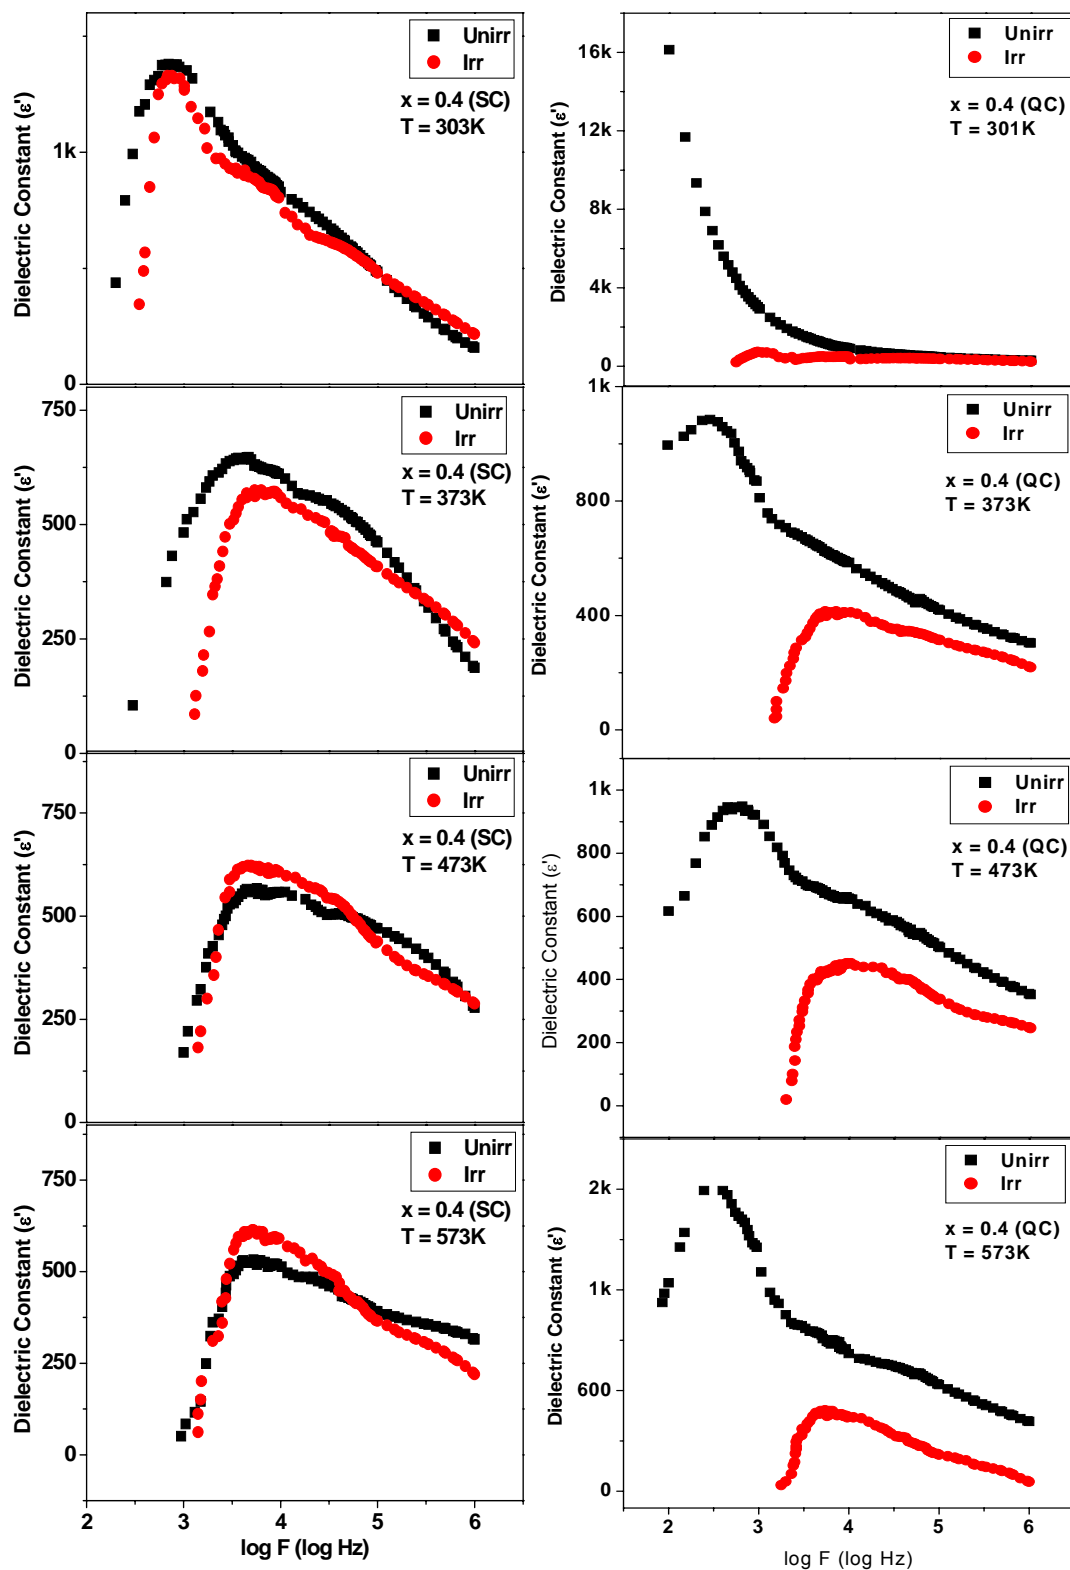 Unirr
Irr
x = 0.4 (SC)
T = 303K
1k
0
Dielectric Constant (ε')
Unirr
Irr
x = 0.4 (QC)
T = 301K
16k
12k
8k
4k
0
Dielectric Constant (ε')
Unirr
Irr
x = 0.4 (SC)
T = 373K
750
500
250
0
Dielectric Constant (ε')
Unirr
Irr
x = 0.4 (QC)
T = 373K
1k
800
400
0
Dielectric Constant (ε')
Unirr
Irr
x = 0.4 (SC)
T = 473K
750
500
250
0
Dielectric Constant (ε')
Unirr
Irr
x = 0.4 (QC)
T = 473K
1k
800
600
400
200
0
Dielectric Constant (ε')
Unirr
Irr
x = 0.4 (SC)
T = 573K
750
500
250
0
Dielectric Constant (ε')
2 3 4 5 6
log F (log Hz)
Unirr
Irr
x = 0.4 (QC)
T = 573K
2k
1k
600
0
Dielectric Constant (ε')
2 3 4 5 6
log F (log Hz)